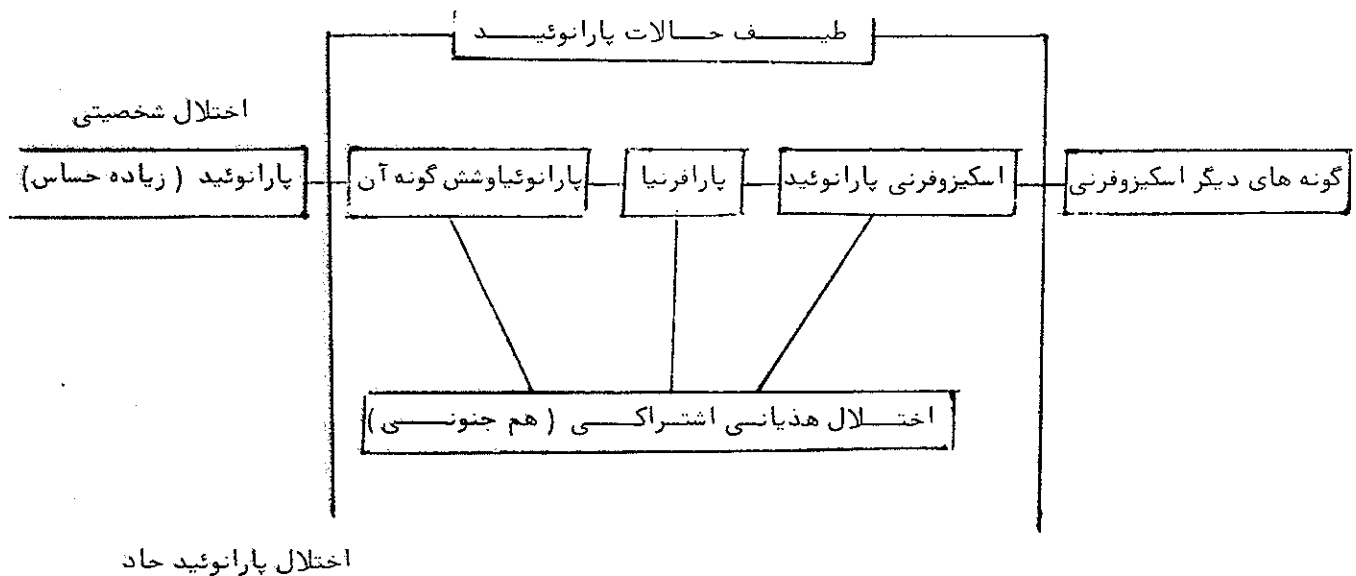 طیف حالات پارانوئید
اختلال شخصیتی
گونه های دیگر اسکیزوفرنی
اسکیزوفرنی پارانوئید
پارافرنیا
پارانوئیاوشش گونه آن
پارانوئید (زیاده حساس)
اختلال هذیانی اشتراکی (هم جنونی)
اختلال پارانوئید حاد